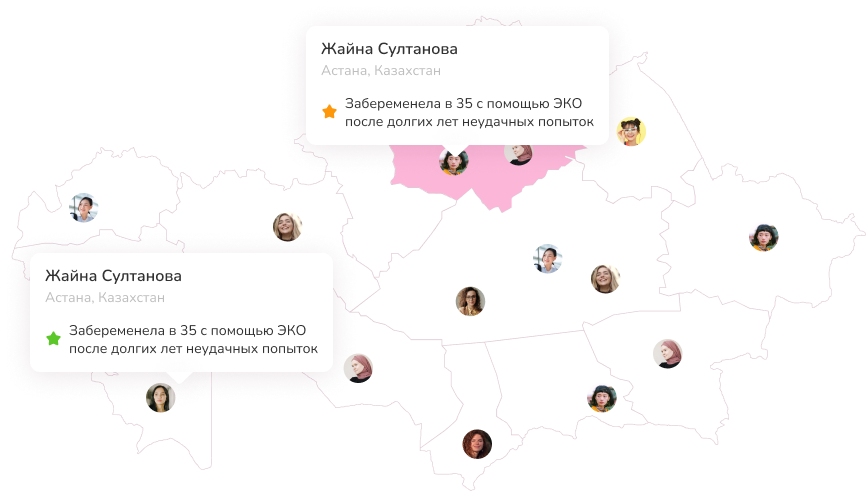 Жайна Султанова
Астана, Казахстан
Забеременела в 35 с помощью ЭКО
после долгих лет неудачных попыток
Жайна Султанова
Астана, Казахстан
Забеременела в 35 с помощью ЭКО
после долгих лет неудачных попыток